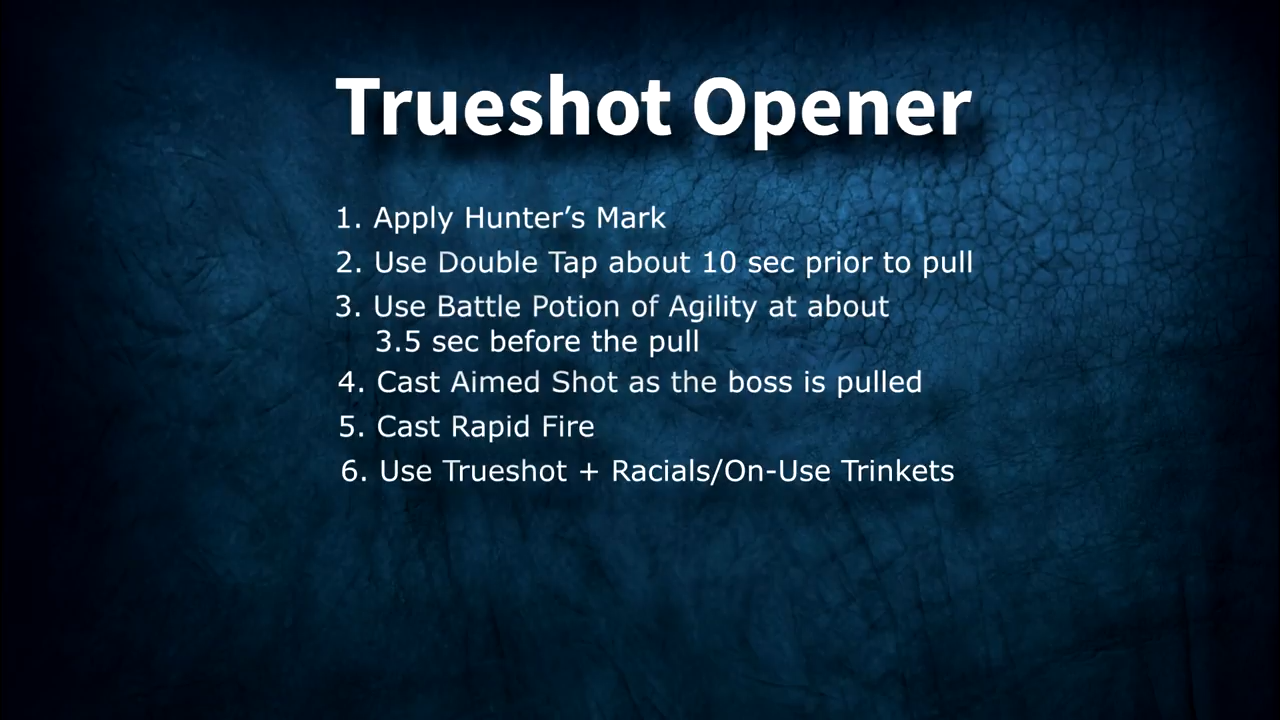 Trueshot Opener
1. Apply Hunter’s Mark
2. Use Double Tap about 10 sec prior to pull
3. Use Battle Potion of Agility at about
3.5 sec before the pull
4. Cast Aimed Shot as the boss is pulled
5. Cast Rapid Fire
6. Use Trueshot + Racials/On-Use Trinkets